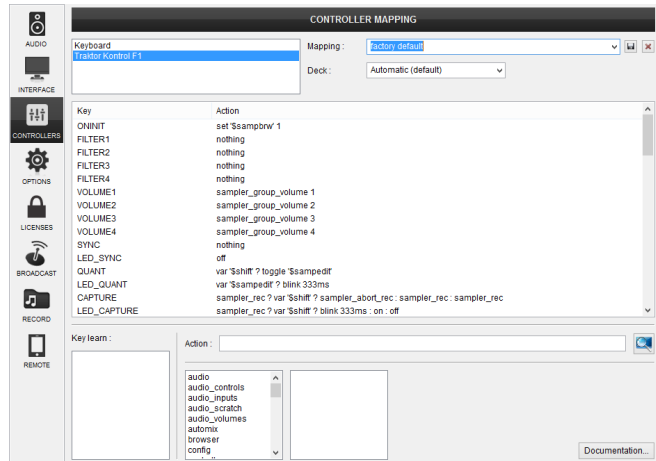 CONTROLLER MAPPING
AUDIO
INTERFACE
CONTROLLERS
OPTIONS
LICENSES
BROADCAST
RECORD
REMOTE
Keyboard
Traktor Kontrol F1
Mapping : factory default
Deck : Automatic (default)
Key Action
ONINIT set '$sampbrw' 1
FILTER1 nothing
FILTER2 nothing
FILTER3 nothing
FILTER4 nothing
VOLUME1 sampler_group_volume 1
VOLUME2 sampler_group_volume 2
VOLUME3 sampler_group_volume 3
VOLUME4 sampler_group_volume 4
SYNC nothing
LED_SYNC off
QUANT var '$shift' ? toggle '$sampedit'
LED_QUANT var '$sampedit' ? blink 333ms
CAPTURE sampler_rec ? var '$shift' ? sampler_abort_rec : sampler_rec : sampler_rec
LED_CAPTURE sampler_rec ? var '$shift' ? blink 333ms : on : off
Key learn :
Action :
audio
audio_controls
audio_inputs
audio_scratch
audio_volumes
automix
browser
config
Documentation...